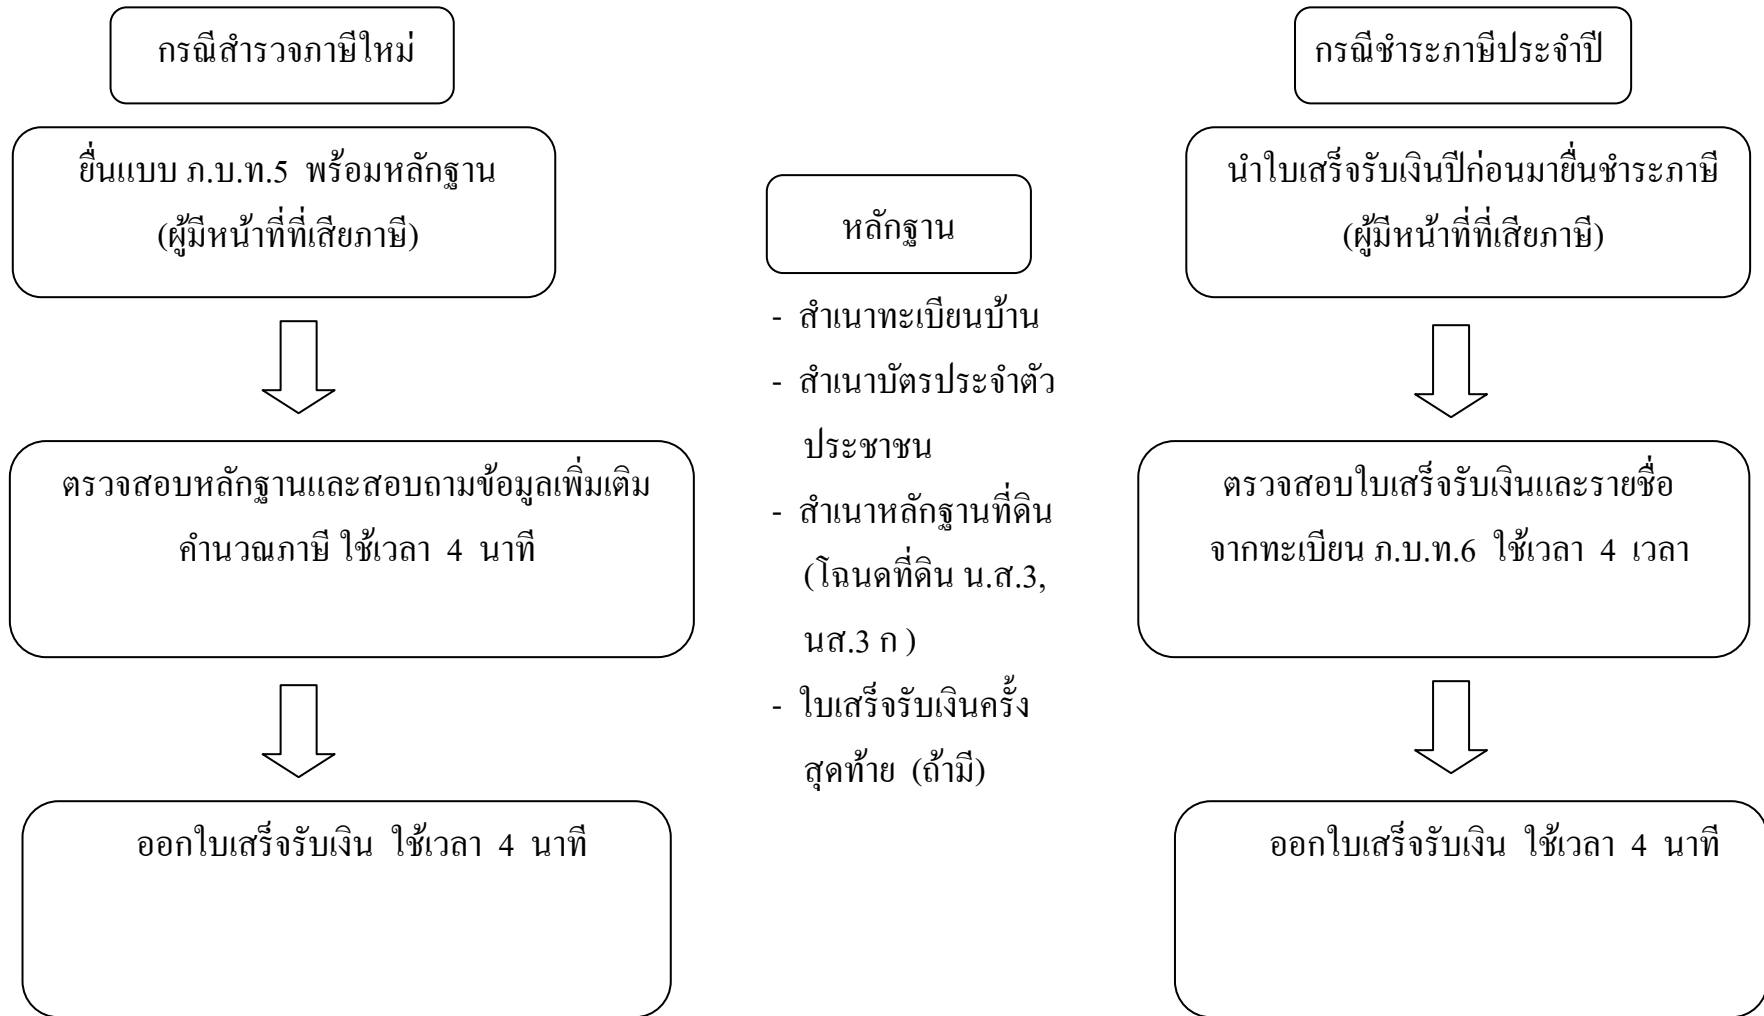 กรณีสำรวจภาษีใหม่
ยื่นแบบ ภ.บ.ท.5 พร้อมหลักฐาน
(ผู้มีหน้าที่ที่เสียภาษี)
ตรวจสอบหลักฐานและสอบถามข้อมูลเพิ่มเติม
คำนวณภาษี ใช้เวลา 4 นาที
ออกใบเสร็จรับเงิน ใช้เวลา 4 นาที
หลักฐาน
- สำเนาทะเบียนบ้าน
- สำเนาบัตรประจำตัว
ประชาชน
- สำเนาหลักฐานที่ดิน
(โฉนดที่ดิน น.ส.3,
นส.3 ก )
- ใบเสร็จรับเงินครั้ง
สุดท้าย (ถ้ามี)
กรณีชำระภาษีประจำปี
นำใบเสร็จรับเงินปีก่อนมายื่นชำระภาษี
(ผู้มีหน้าที่ที่เสียภาษี)
ตรวจสอบใบเสร็จรับเงินและรายชื่อ
จากทะเบียน ภ.บ.ท.6 ใช้เวลา 4 เวลา
ออกใบเสร็จรับเงิน ใช้เวลา 4 นาที